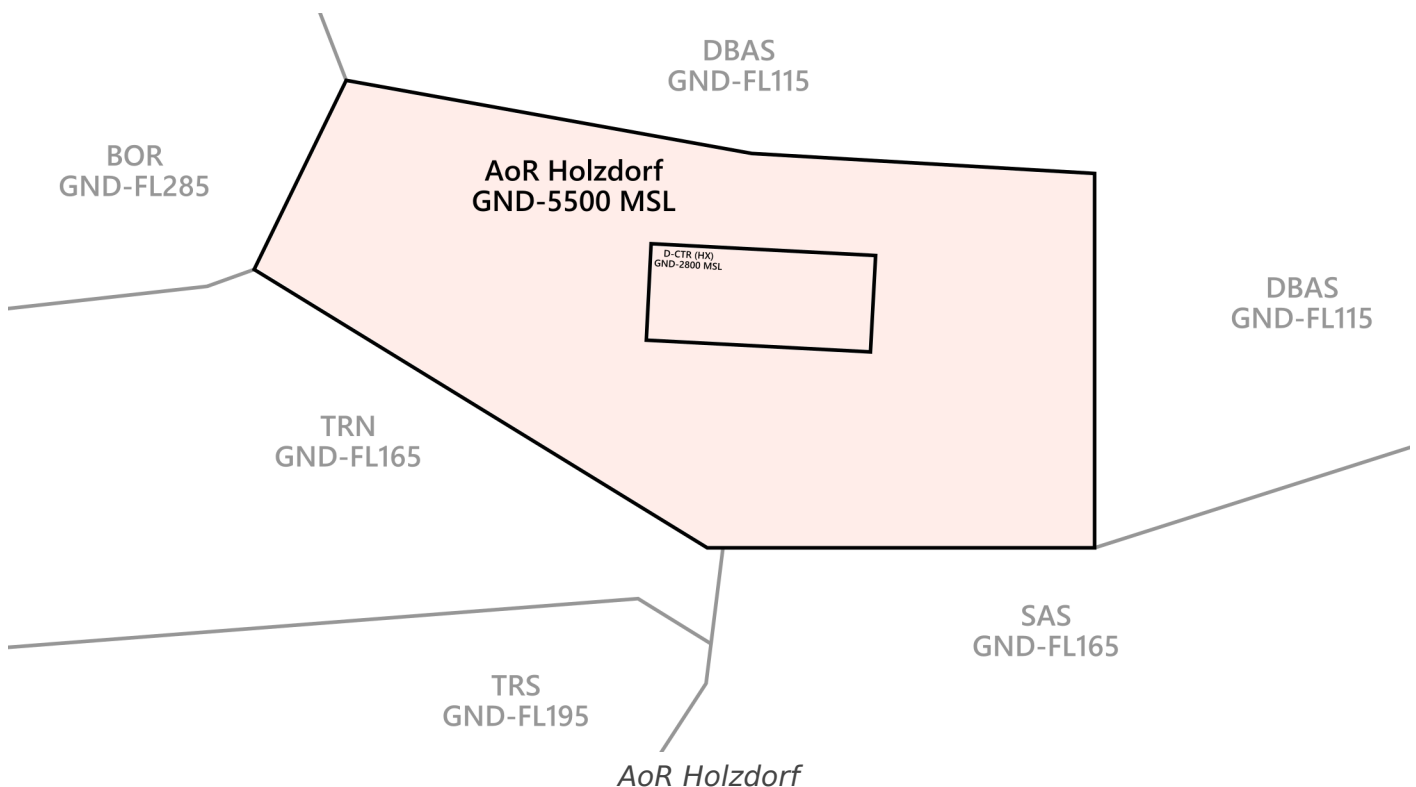 DBAS
GND-FL115
BOR
GND-FL285
AoR Holzdorf
GND-5500 MSL
D-CTR (HX)
GND-2800 MSL
DBAS
GND-FL115
TRN
GND-FL165
SAS
GND-FL165
TRS
GND-FL195
AoR Holzdorf